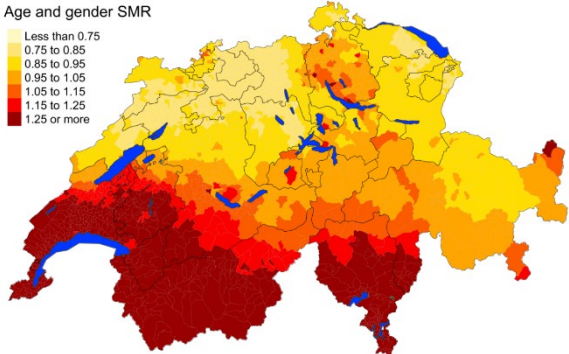 Age and gender SMR
Less than 0.75
0.75 to 0.85
0.85 to 0.95
0.95 to 1.05
1.05 to 1.15
1.15 to 1.25
1.25 or more